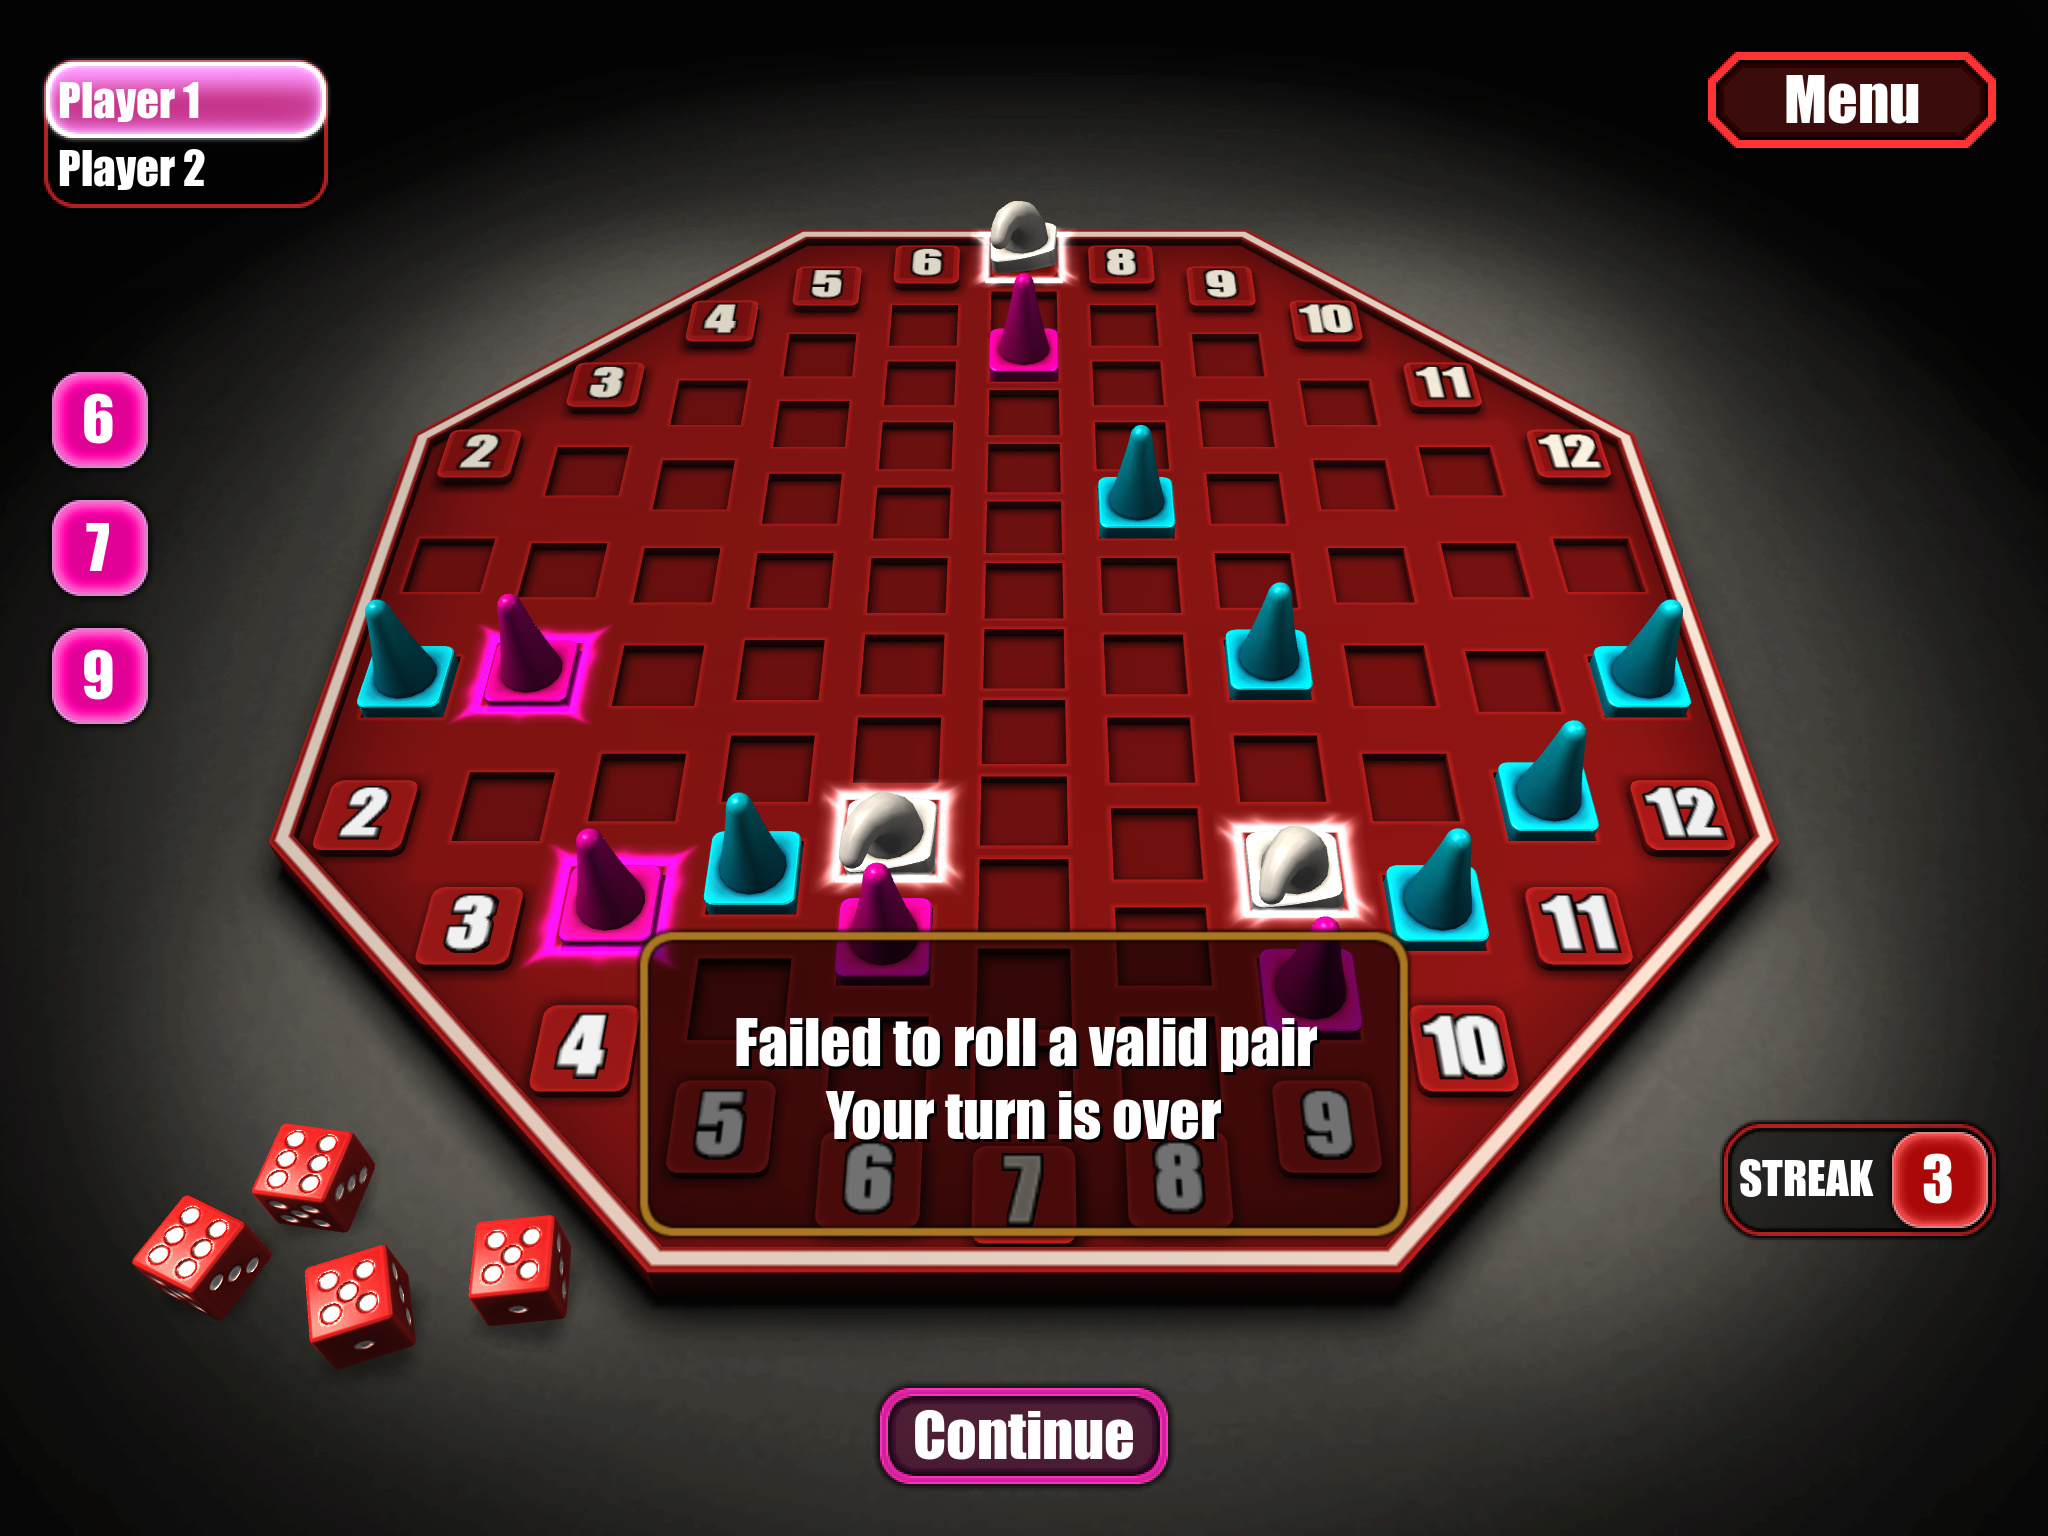 Player 1
Menu
Player 2
6 8
5 9
4 10
3 11
2 12
6
7
9
2 12
3 11
4 10
Failed to roll a valid pair
Your turn is over
5 9
6 7 8
STREAK 3
Continue